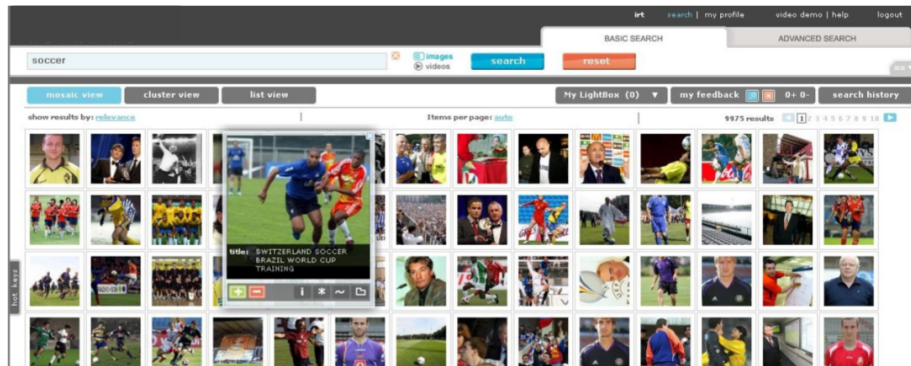 irt search | my profile video demo | help logout
BASIC SEARCH ADVANCED SEARCH
soccer images videos search reset
mosaic view cluster view list view My LightBox (0) ▼ my feedback 0+ 0- search history
show results by: relevance | Items per page: auto | 9975 results 1 2 3 4 5 6 7 8 9 10
title: SWITZERLAND SOCCER
BRAZIL WORLD CUP
TRAINING
hot keys